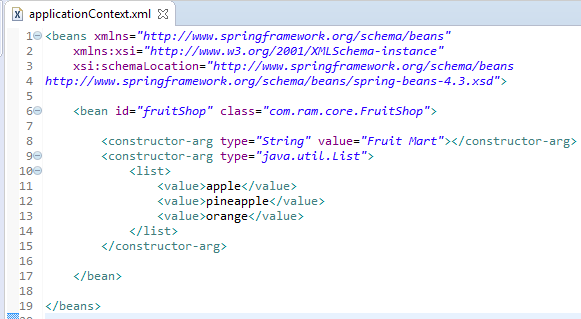 applicationContext.xml
1 <beans xmlns="http://www.springframework.org/schema/beans"
2 xmlns:xsi="http://www.w3.org/2001/XMLSchema-instance"
3 xsi:schemaLocation="http://www.springframework.org/schema/beans
4 http://www.springframework.org/schema/beans/spring-beans-4.3.xsd">
5
6 <bean id="fruitShop" class="com.ram.core.FruitShop">
7
8 <constructor-arg type="String" value="Fruit Mart"></constructor-arg>
9 <constructor-arg type="java.util.List">
10 <list>
11 <value>apple</value>
12 <value>pineapple</value>
13 <value>orange</value>
14 </list>
15 </constructor-arg>
16
17 </bean>
18
19 </beans>